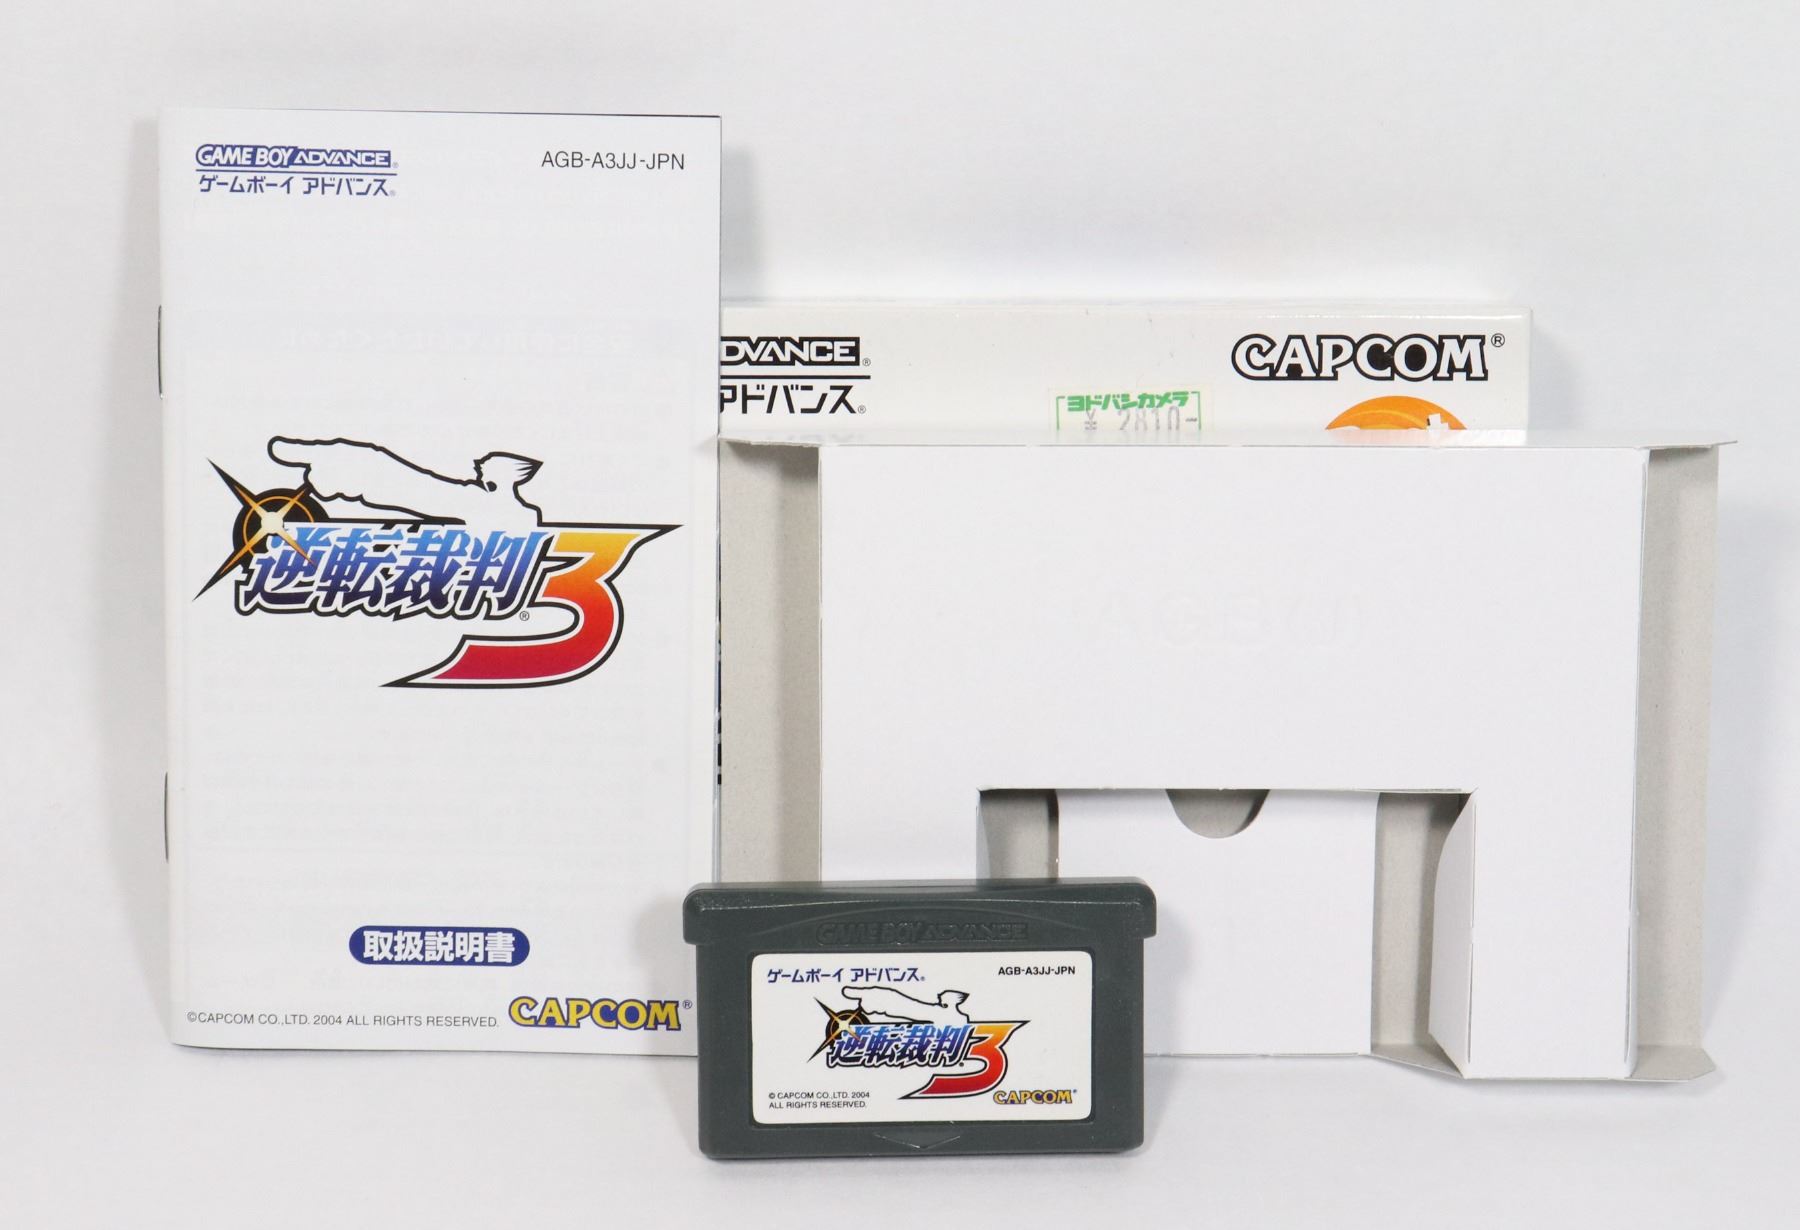 GAME BOY ADVANCE®
ゲームボーイ アドバンス®
AGB-A3JJ-JPN
逆転裁判3
®
取扱説明書
©CAPCOM CO.,LTD. 2004 ALL RIGHTS RESERVED.
CAPCOM®
DVANCE®
アドバンス®
CAPCOM®
ヨドバシカメラ
¥ 2810-
GAME BOY ADVANCE
ゲームボーイ アドバンス®
AGB-A3JJ-JPN
逆転裁判3
®
© CAPCOM CO.,LTD. 2004
ALL RIGHTS RESERVED.
CAPCOM®